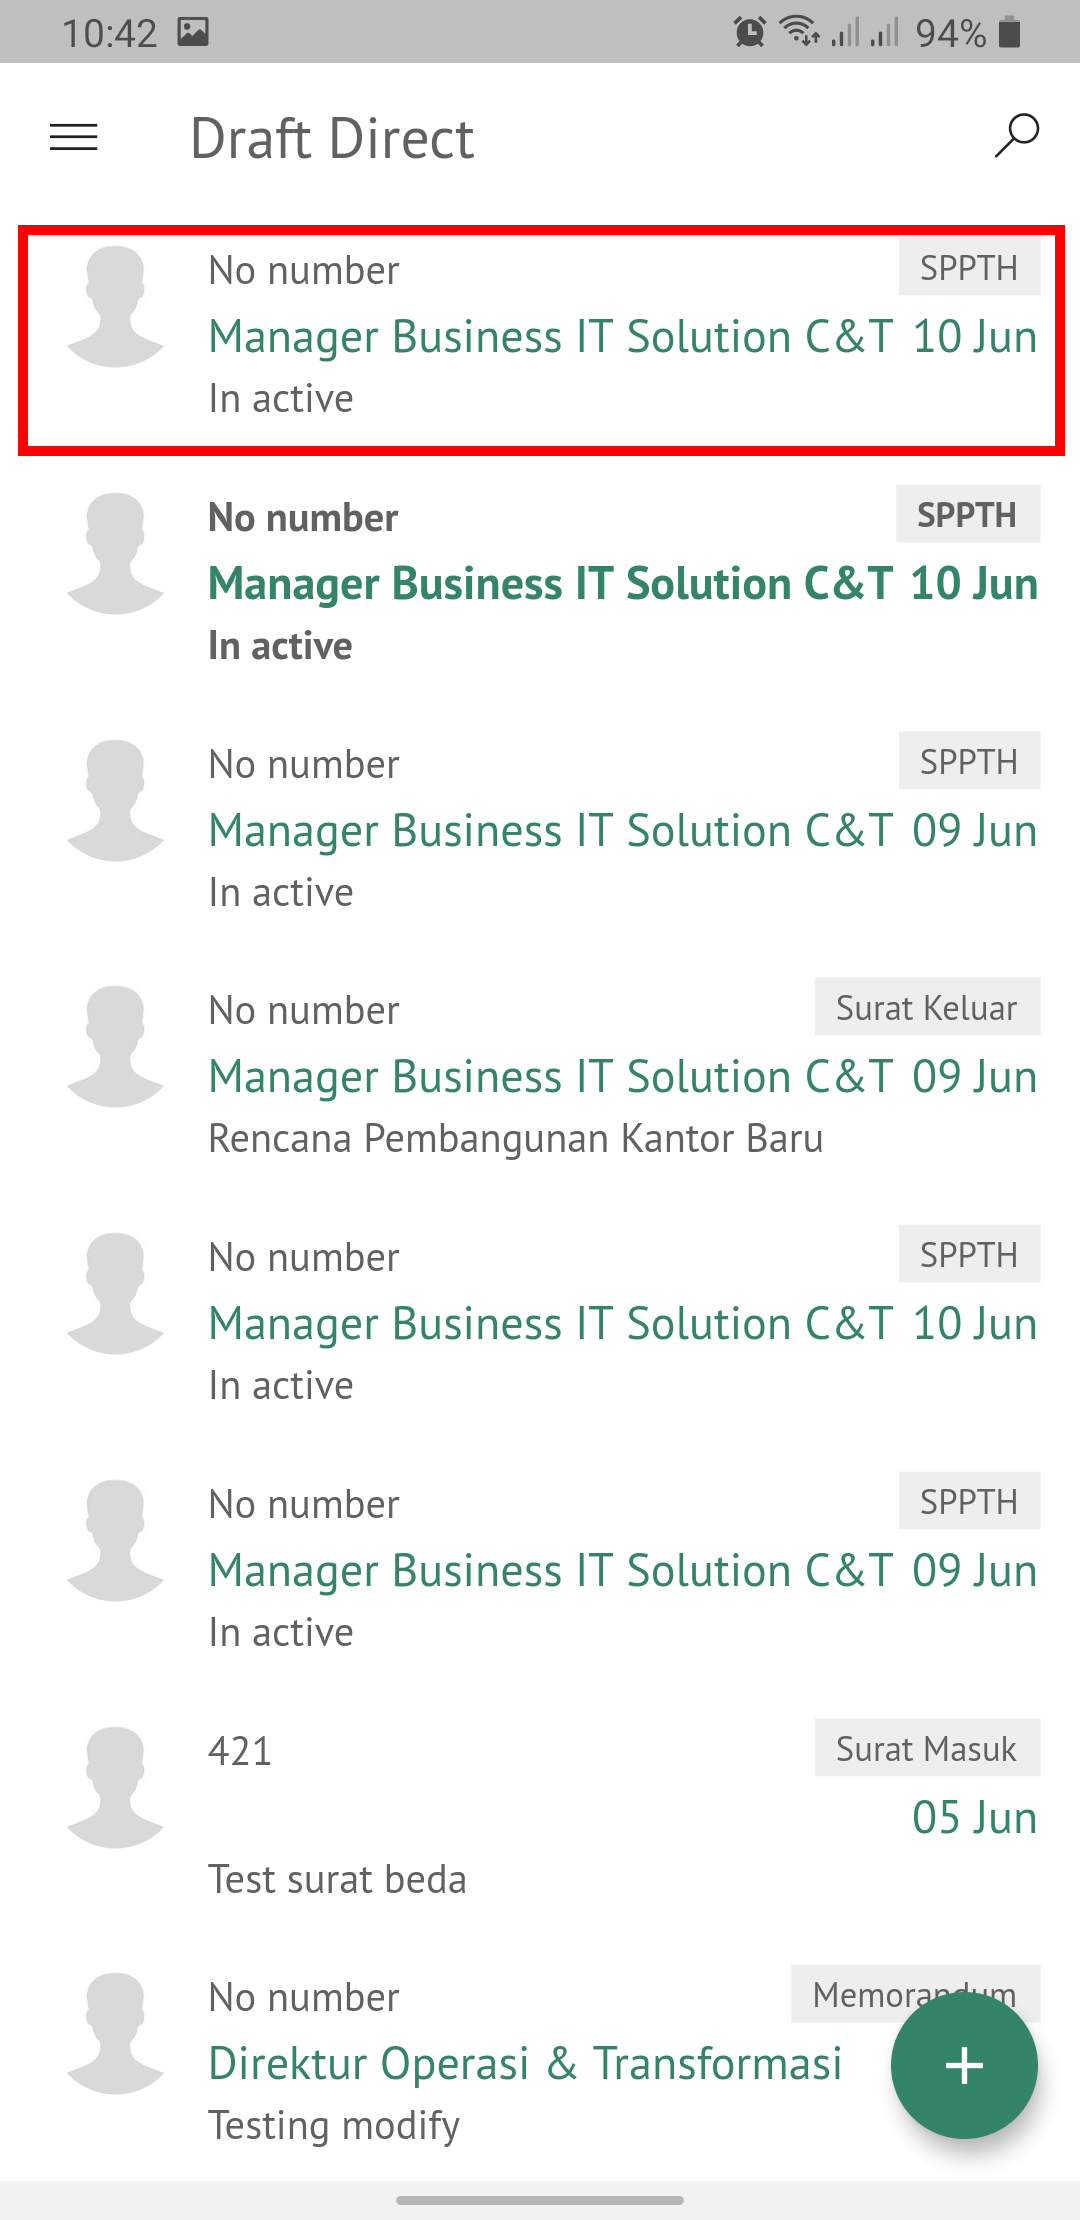 10:42 94%
Draft Direct
No number SPPTH
Manager Business IT Solution C&T 10 Jun
In active
No number SPPTH
Manager Business IT Solution C&T 10 Jun
In active
No number SPPTH
Manager Business IT Solution C&T 09 Jun
In active
No number Surat Keluar
Manager Business IT Solution C&T 09 Jun
Rencana Pembangunan Kantor Baru
No number SPPTH
Manager Business IT Solution C&T 10 Jun
In active
No number SPPTH
Manager Business IT Solution C&T 09 Jun
In active
421 Surat Masuk
05 Jun
Test surat beda
No number Memorandum
Direktur Operasi & Transformasi
Testing modify